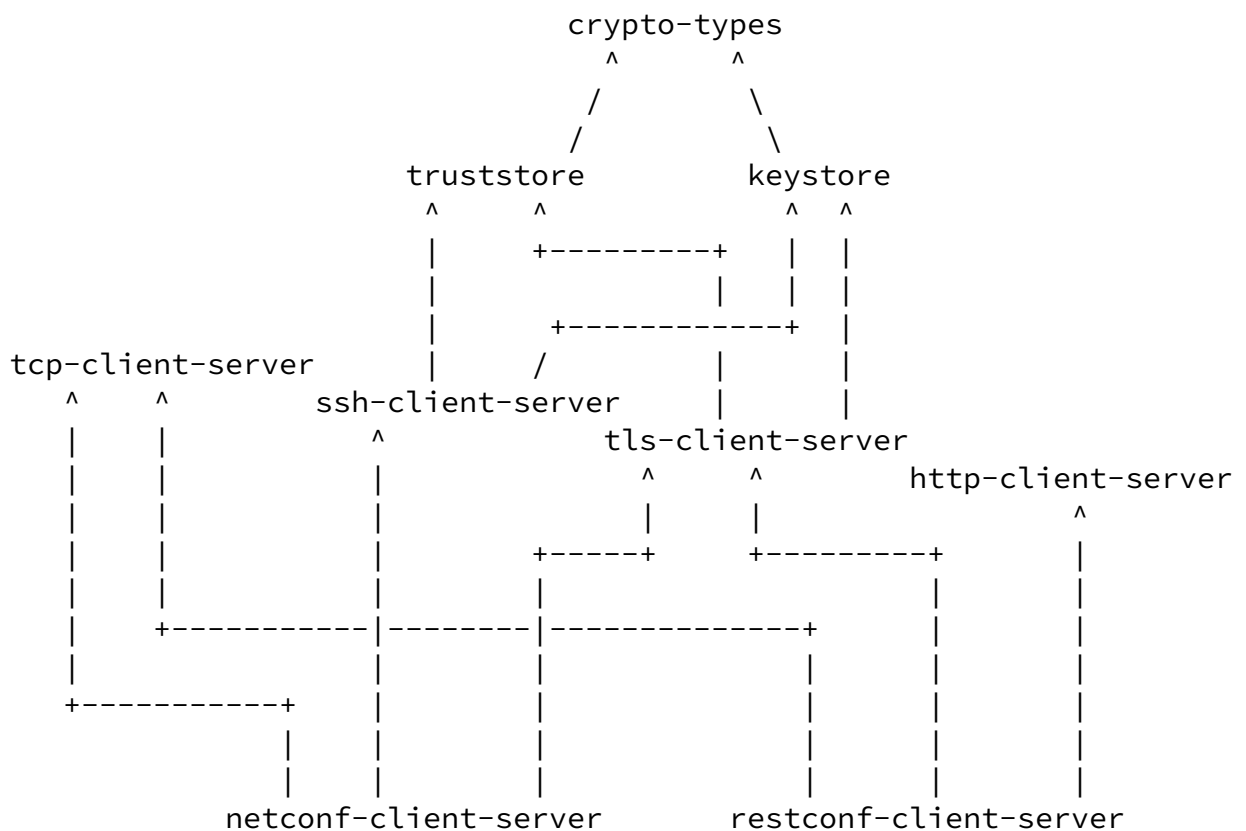 crypto-types
truststore keystore
tcp-client-server
ssh-client-server
tls-client-server
http-client-server
netconf-client-server restconf-client-server